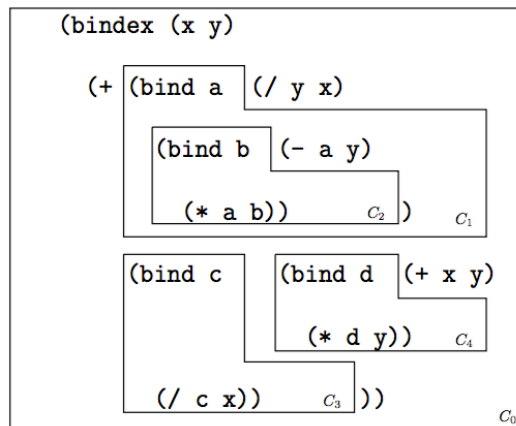 (bindex (x y)
(+ (bind a (/ y x)
(bind b (- a y)
(* a b)) C2 ) C1
(bind c (bind d (+ x y)
(* d y)) C4
(/ c x)) C3 ))
C0